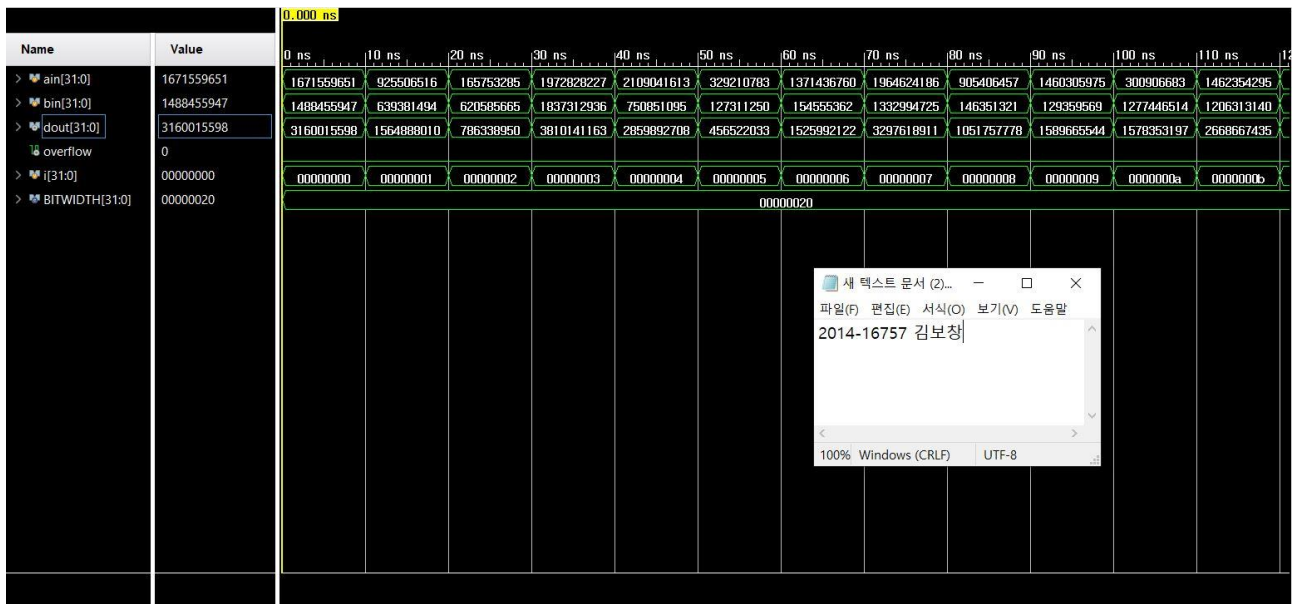 0.000 ns
Name Value 0 ns 10 ns 20 ns 30 ns 40 ns 50 ns 60 ns 70 ns 80 ns 90 ns 100 ns 110 ns
ain[31:0] 1671559651 1671559651 925506516 165753285 1972828227 2109041613 329210783 1371436760 1964624186 905406457 1460305975 300906683 1462354295
bin[31:0] 1488455947 1488455947 639381494 620585665 1837312936 750851095 127311250 154555362 1332994725 146351321 129359569 1277446514 1206313140
dout[31:0] 3160015598 3160015598 1564888010 786338950 3810141163 2859892708 456522033 1525992122 3297618911 1051757778 1589665544 1578353197 2668667435
overflow 0
i[31:0] 00000000 00000000 00000001 00000002 00000003 00000004 00000005 00000006 00000007 00000008 00000009 0000000a 0000000b
BITWIDTH[31:0] 00000020 00000020
새 텍스트 문서 (2)...
파일(F) 편집(E) 서식(O) 보기(V) 도움말
2014-16757 김보창
100% Windows (CRLF) UTF-8